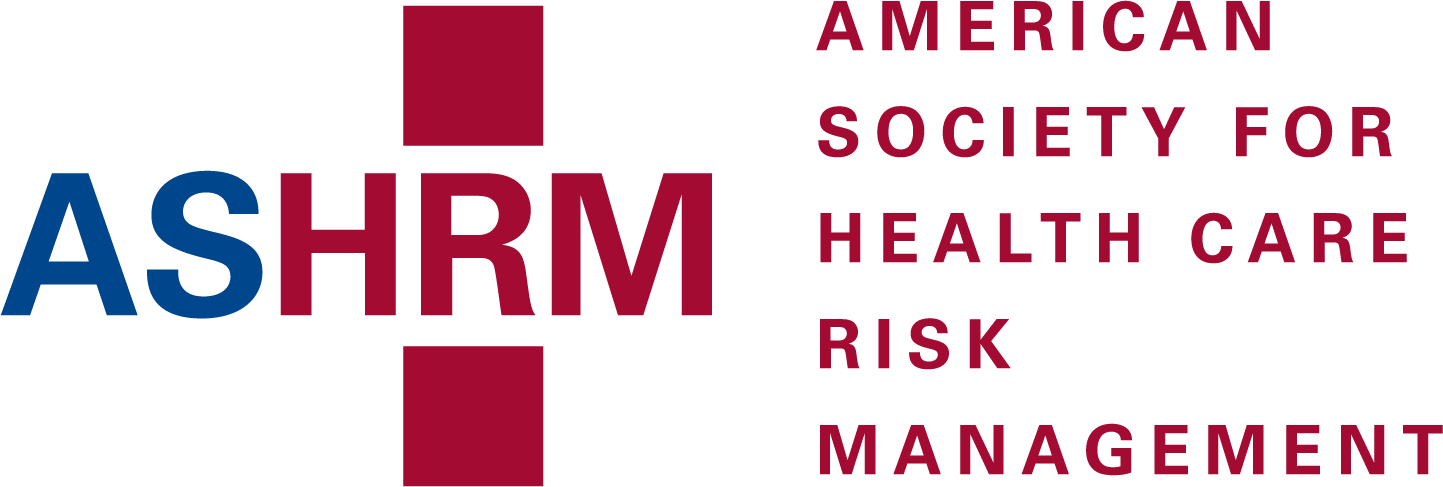 ASHRM
AMERICAN
SOCIETY FOR
HEALTH CARE
RISK
MANAGEMENT